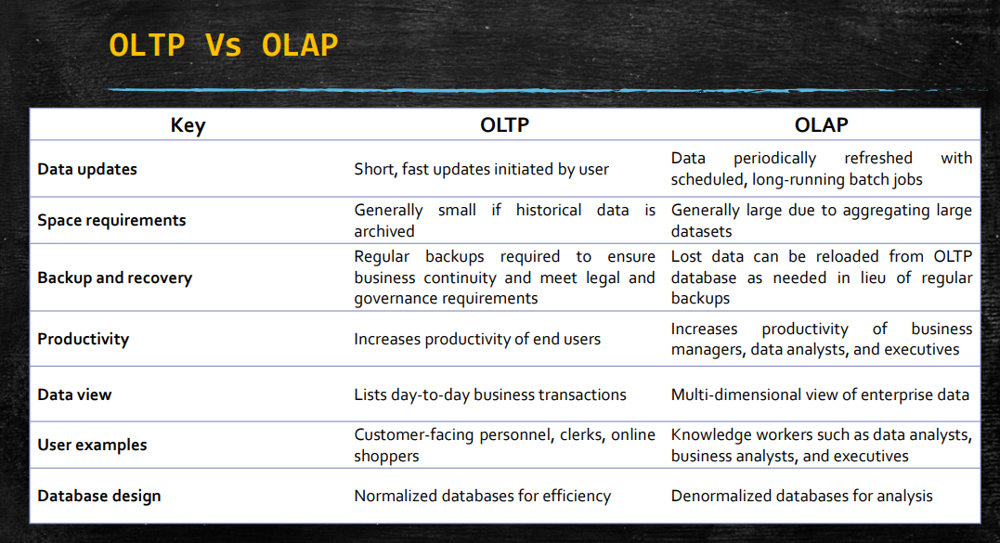 OLTP Vs OLAP
Key OLTP OLAP
Data updates
Short, fast updates initiated by user
Data periodically refreshed with
scheduled, long-running batch jobs
Space requirements
Generally small if historical data is
archived
Generally large due to aggregating large
datasets
Backup and recovery
Regular backups required to ensure
business continuity and meet legal and
governance requirements
Lost data can be reloaded from OLTP
database as needed in lieu of regular
backups
Productivity
Increases productivity of end users
Increases productivity of business
managers, data analysts, and executives
Data view
Lists day-to-day business transactions
Multi-dimensional view of enterprise data
User examples
Customer-facing personnel, clerks, online
shoppers
Knowledge workers such as data analysts,
business analysts, and executives
Database design
Normalized databases for efficiency
Denormalized databases for analysis